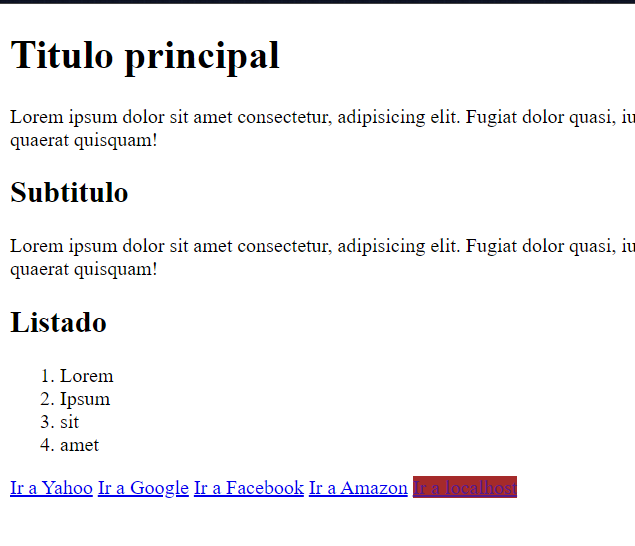 Titulo principal
Lorem ipsum dolor sit amet consectetur, adipisicing elit. Fugiat dolor quasi, iu
quaerat quisquam!
Subtitulo
Lorem ipsum dolor sit amet consectetur, adipisicing elit. Fugiat dolor quasi, iu
quaerat quisquam!
Listado
1. Lorem
2. Ipsum
3. sit
4. amet
Ir a Yahoo Ir a Google Ir a Facebook Ir a Amazon Ir a localhost